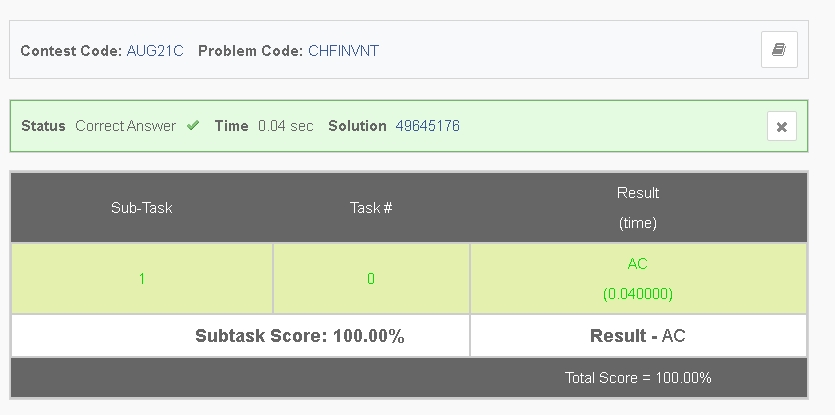 Contest Code: AUG21C Problem Code: CHFINVNT
Status Correct Answer ✔ Time 0.04 sec Solution 49645176 ✖
Sub-Task Task # Result
(time)
1 0 AC
(0.040000)
Subtask Score: 100.00% Result - AC
Total Score = 100.00%